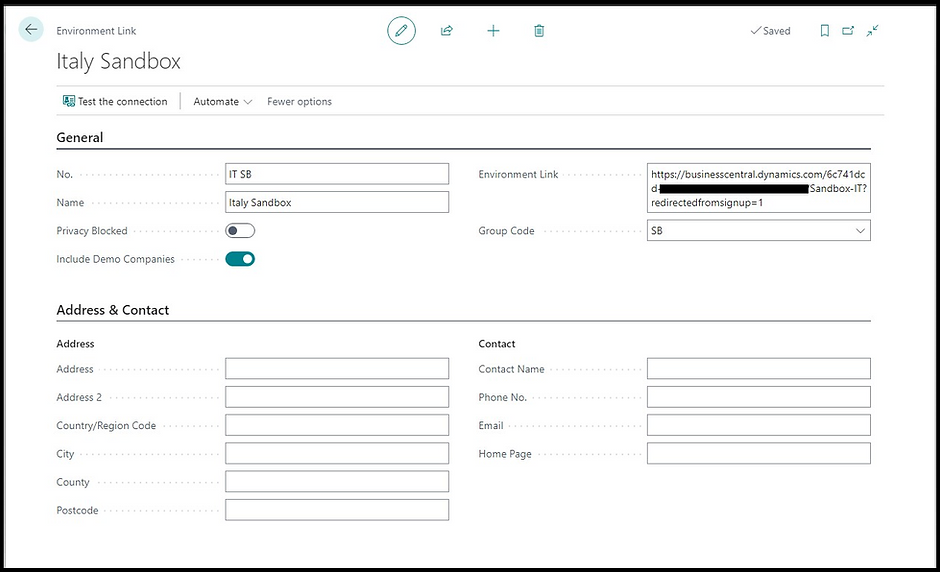 Environment Link
Saved
Italy Sandbox
Test the connection
Automate
Fewer options
General
No.
IT SB
Name
Italy Sandbox
Privacy Blocked
Include Demo Companies
Environment Link
https://businesscentral.dynamics.com/6c741dc
d-
/Sandbox-IT?
redirectedfromsignup=1
Group Code
SB
Address & Contact
Address
Address
Address 2
Country/Region Code
City
County
Postcode
Contact
Contact Name
Phone No.
Email
Home Page